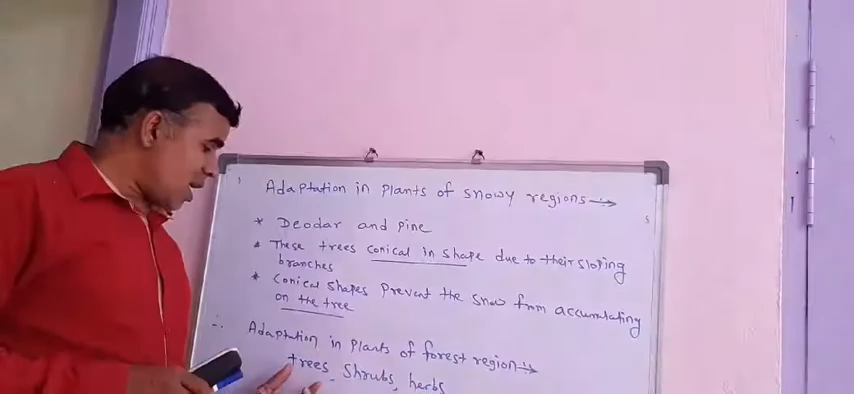 Adaptation in plants of snowy regions →
* Deodar and pine
* These trees conical in shape due to their sloping
branches
* Conical shapes prevent the snow from accumulating
on the tree
Adaptation in plants of forest region :→
trees, shrubs, herbs